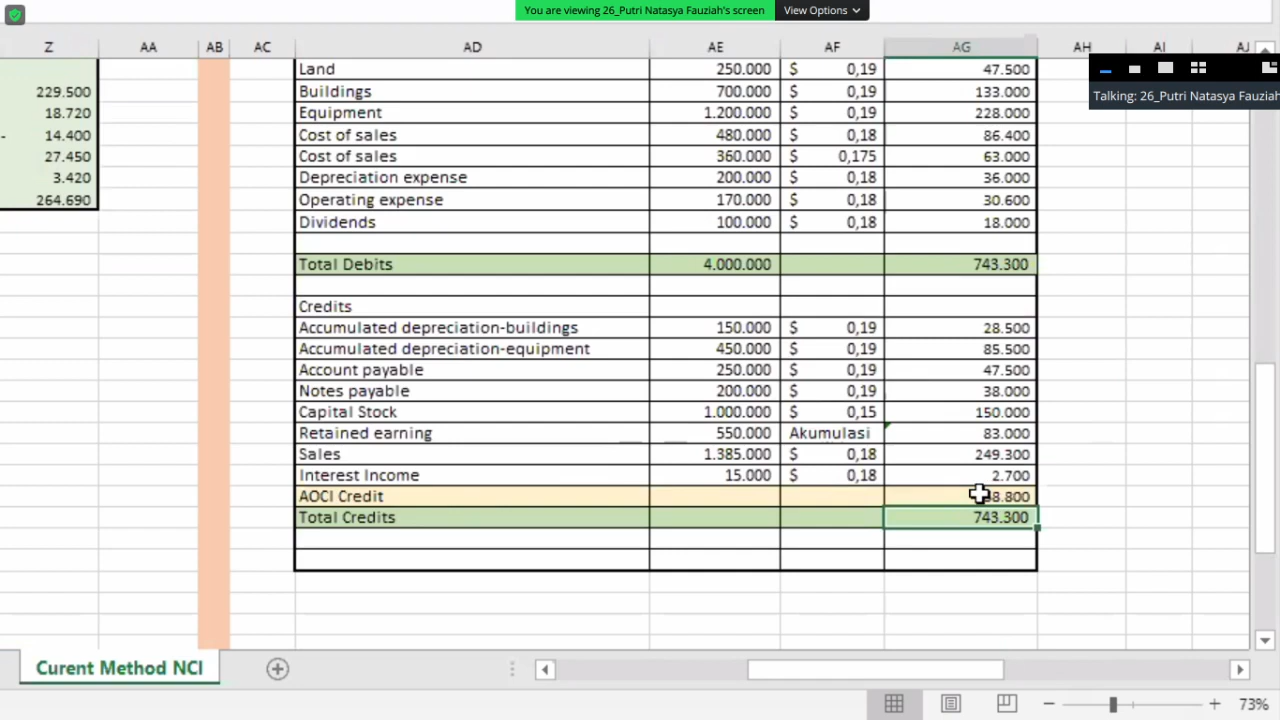 You are viewing 26_Putri Natasya Fauziah's screen View Options
Z AA AB AC AD AE AF AG AH AI AJ
Talking: 26_Putri Natasya Fauziah
Land 250.000 $ 0,19 47.500
229.500 Buildings 700.000 $ 0,19 133.000
18.720 Equipment 1.200.000 $ 0,19 228.000
- 14.400 Cost of sales 480.000 $ 0,18 86.400
27.450 Cost of sales 360.000 $ 0,175 63.000
3.420 Depreciation expense 200.000 $ 0,18 36.000
264.690 Operating expense 170.000 $ 0,18 30.600
Dividends 100.000 $ 0,18 18.000
Total Debits 4.000.000 743.300
Credits
Accumulated depreciation-buildings 150.000 $ 0,19 28.500
Accumulated depreciation-equipment 450.000 $ 0,19 85.500
Account payable 250.000 $ 0,19 47.500
Notes payable 200.000 $ 0,19 38.000
Capital Stock 1.000.000 $ 0,15 150.000
Retained earning 550.000 Akumulasi 83.000
Sales 1.385.000 $ 0,18 249.300
Interest Income 15.000 $ 0,18 2.700
AOCI Credit
Total Credits 743.300
Curent Method NCI
73%